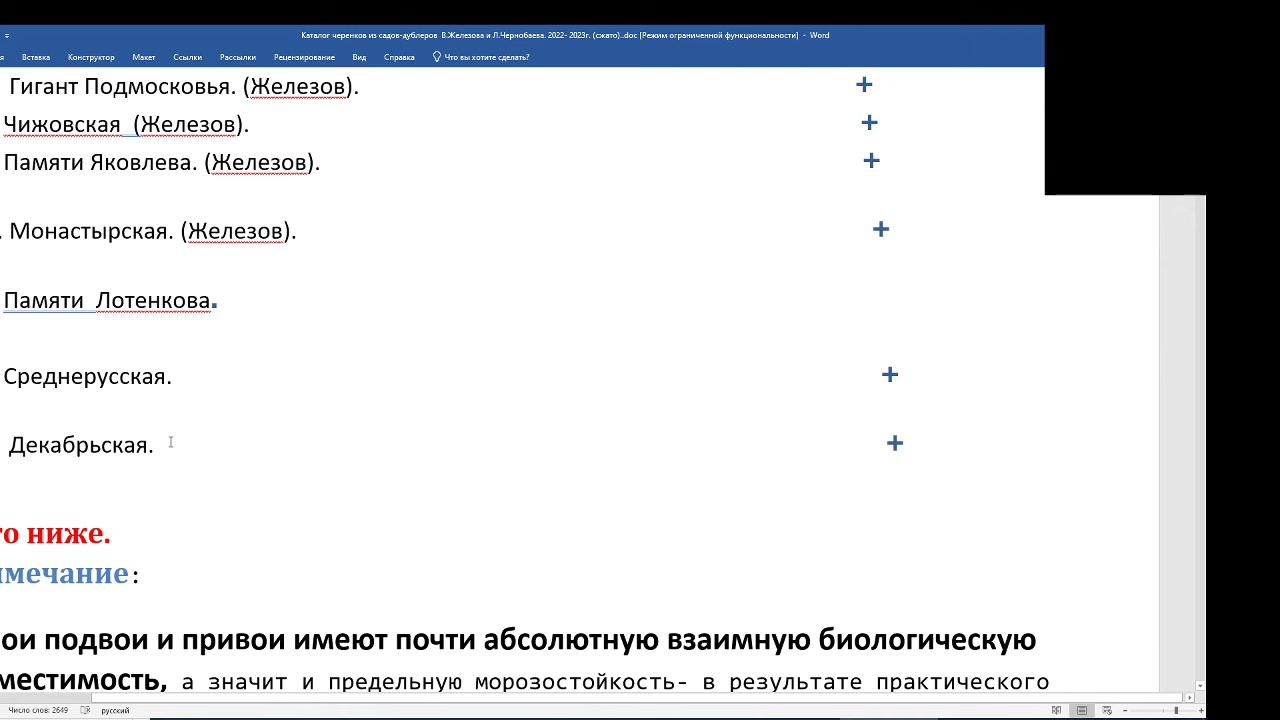 Каталог черенков из садов-дублеров В.Железова и Л.Чернобаева. 2022- 2023г. (сжато)..doc [Режим ограниченной функциональности] - Word
Вставка Конструктор Макет Ссылки Рассылки Рецензирование Вид Справка Что вы хотите сделать?
Гигант Подмосковья. (Железов). +
Чижовская (Железов). +
Памяти Яковлева. (Железов). +
. Монастырская. (Железов). +
Памяти Лотенкова.
Среднерусская. +
Декабрьская. +
го ниже.
имечание:
ои подвои и привои имеют почти абсолютную взаимную биологическую
местимость, а значит и предельную морозостойкость- в результате практического
Число слов: 2649 русский